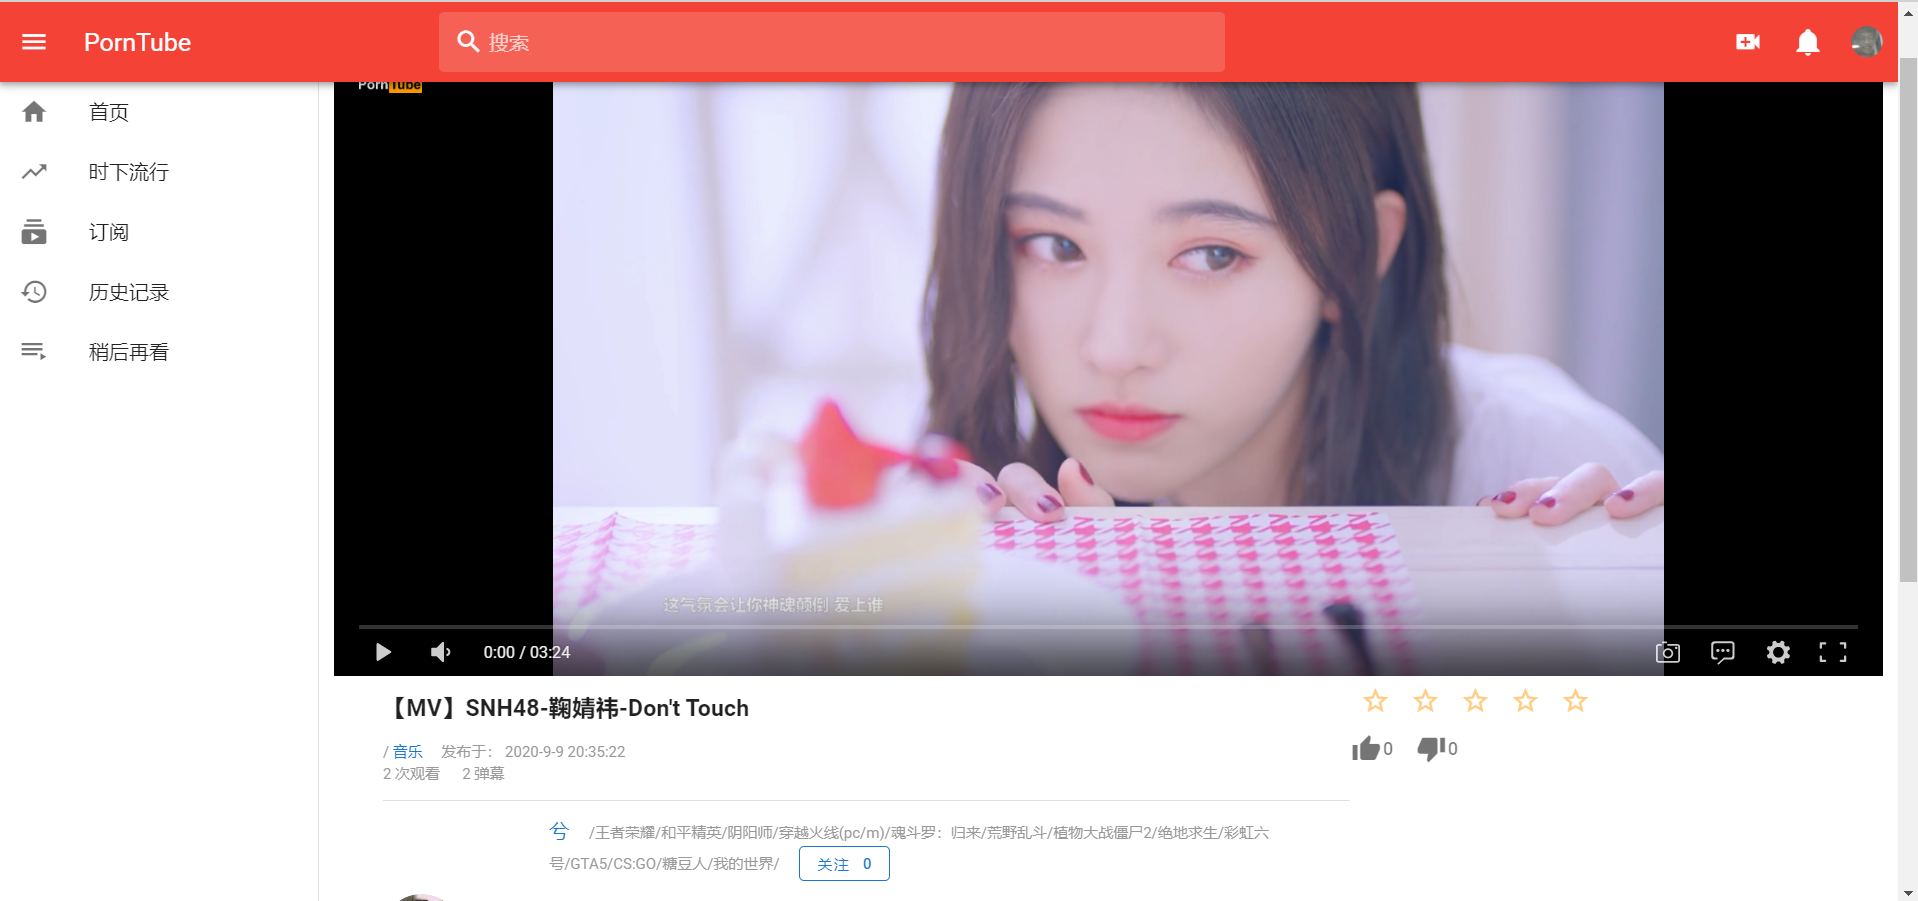 PornTube
搜索
PornTube
首页
时下流行
订阅
历史记录
稍后再看
这气氛会让你神魂颠倒 爱上谁
0:00 / 03:24
【MV】SNH48-鞠婧祎-Don't Touch
/ 音乐 发布于： 2020-9-9 20:35:22
0 0
2 次观看 2 弹幕
兮 /王者荣耀/和平精英/阴阳师/穿越火线(pc/m)/魂斗罗：归来/荒野乱斗/植物大战僵尸2/绝地求生/彩虹六
号/GTA5/CS:GO/糖豆人/我的世界/ 关注 0